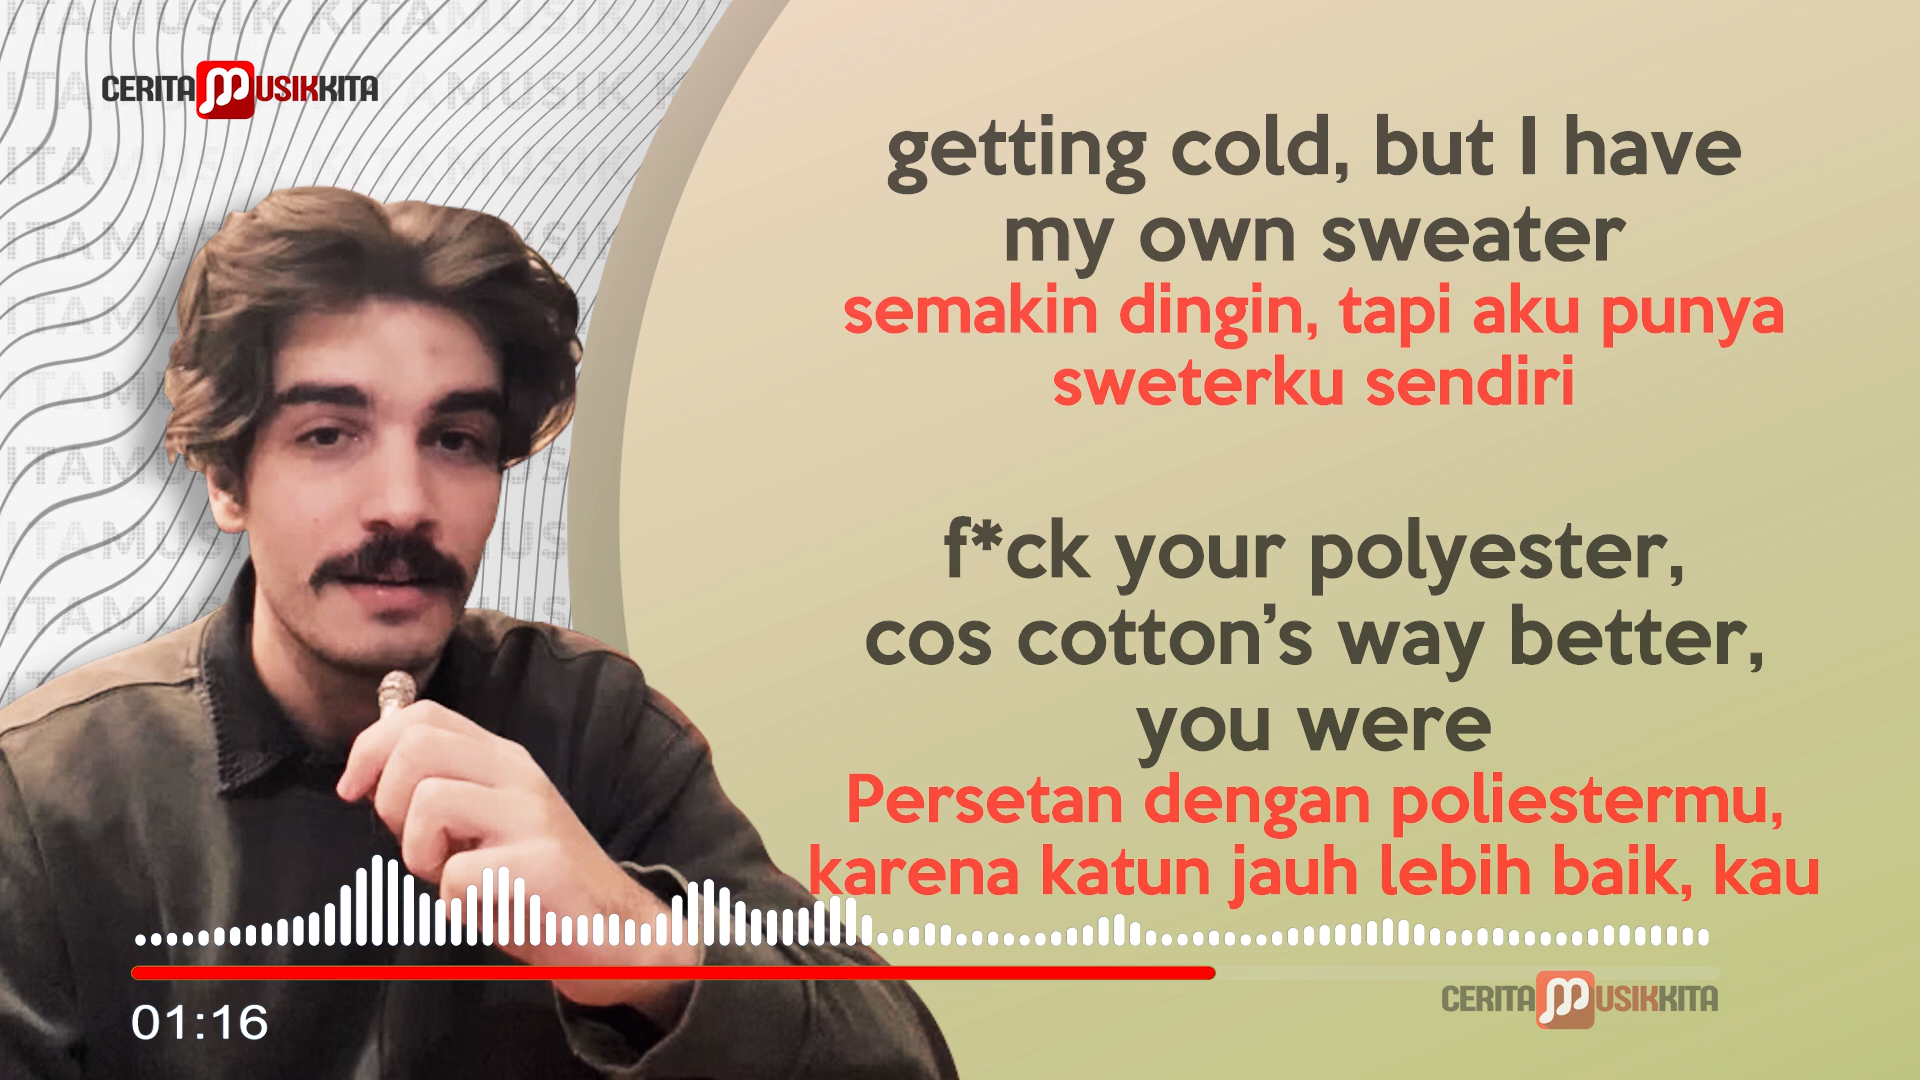 CERITA MUSIKKITA
getting cold, but I have
my own sweater
semakin dingin, tapi aku punya
sweterku sendiri
f*ck your polyester,
cos cotton's way better,
you were
Persetan dengan poliestermu,
karena katun jauh lebih baik, kau
01:16
CERITA MUSIKKITA